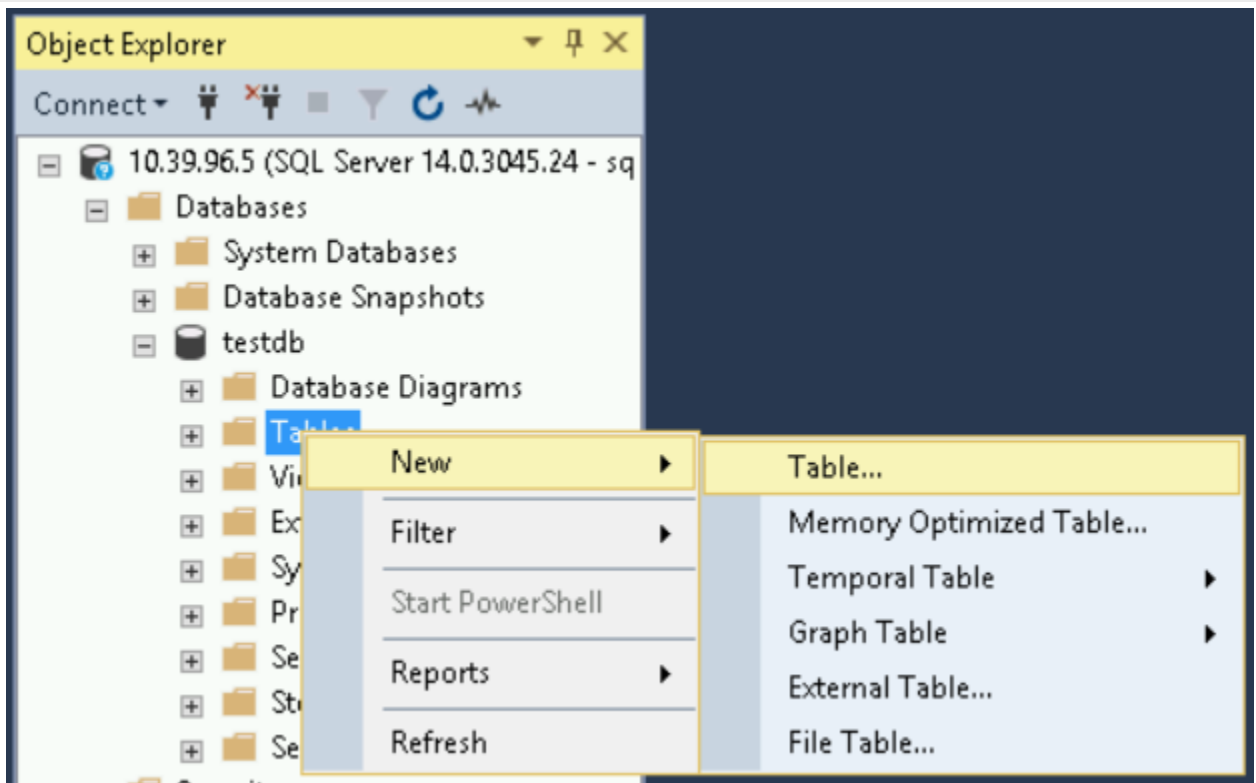 Object Explorer
Connect
10.39.96.5 (SQL Server 14.0.3045.24 - sq
Databases
System Databases
Database Snapshots
testdb
Database Diagrams
New
Table...
Memory Optimized Table...
Filter
Temporal Table
Start PowerShell
Graph Table
Reports
External Table...
Refresh
File Table...